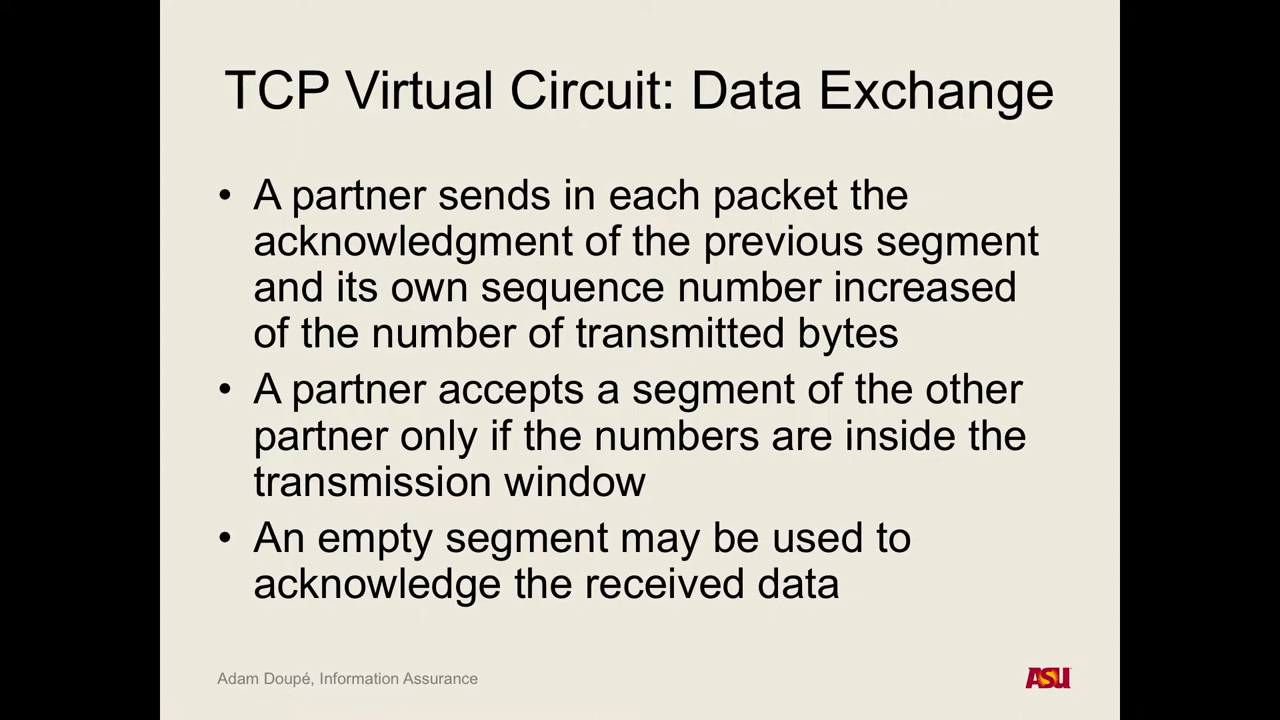 TCP Virtual Circuit: Data Exchange
• A partner sends in each packet the
acknowledgment of the previous segment
and its own sequence number increased
of the number of transmitted bytes
• A partner accepts a segment of the other
partner only if the numbers are inside the
transmission window
• An empty segment may be used to
acknowledge the received data
Adam Doupé, Information Assurance
ASU